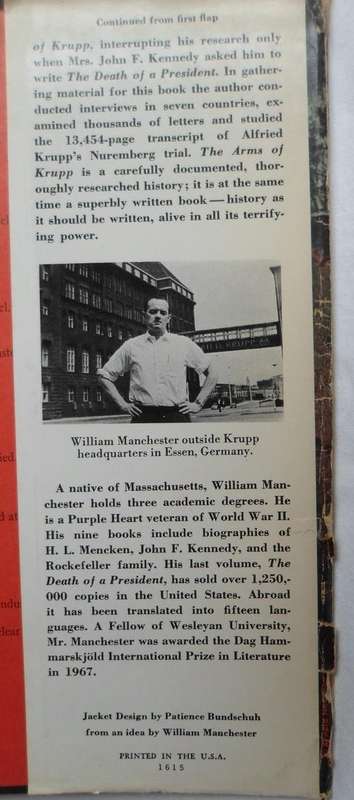 Continued from first flap
of Krupp, interrupting his research only
when Mrs. John F. Kennedy asked him to
write The Death of a President. In gather-
ing material for this book the author con-
ducted interviews in seven countries, ex-
amined thousands of letters and studied
the 13,454-page transcript of Alfried
Krupp's Nuremberg trial. The Arms of
Krupp is a carefully documented, thor-
oughly researched history; it is at the same
time a superbly written book — history as
it should be written, alive in all its terrify-
ing power.
KRUPP
William Manchester outside Krupp
headquarters in Essen, Germany.
A native of Massachusetts, William Man-
chester holds three academic degrees. He
is a Purple Heart veteran of World War II.
His nine books include biographies of
H. L. Mencken, John F. Kennedy, and the
Rockefeller family. His last volume, The
Death of a President, has sold over 1,250,-
000 copies in the United States. Abroad
it has been translated into fifteen lan-
guages. A Fellow of Wesleyan University,
Mr. Manchester was awarded the Dag Ham-
marskjöld International Prize in Literature
in 1967.
Jacket Design by Patience Bundschuh
from an idea by William Manchester
PRINTED IN THE U.S.A.
1615